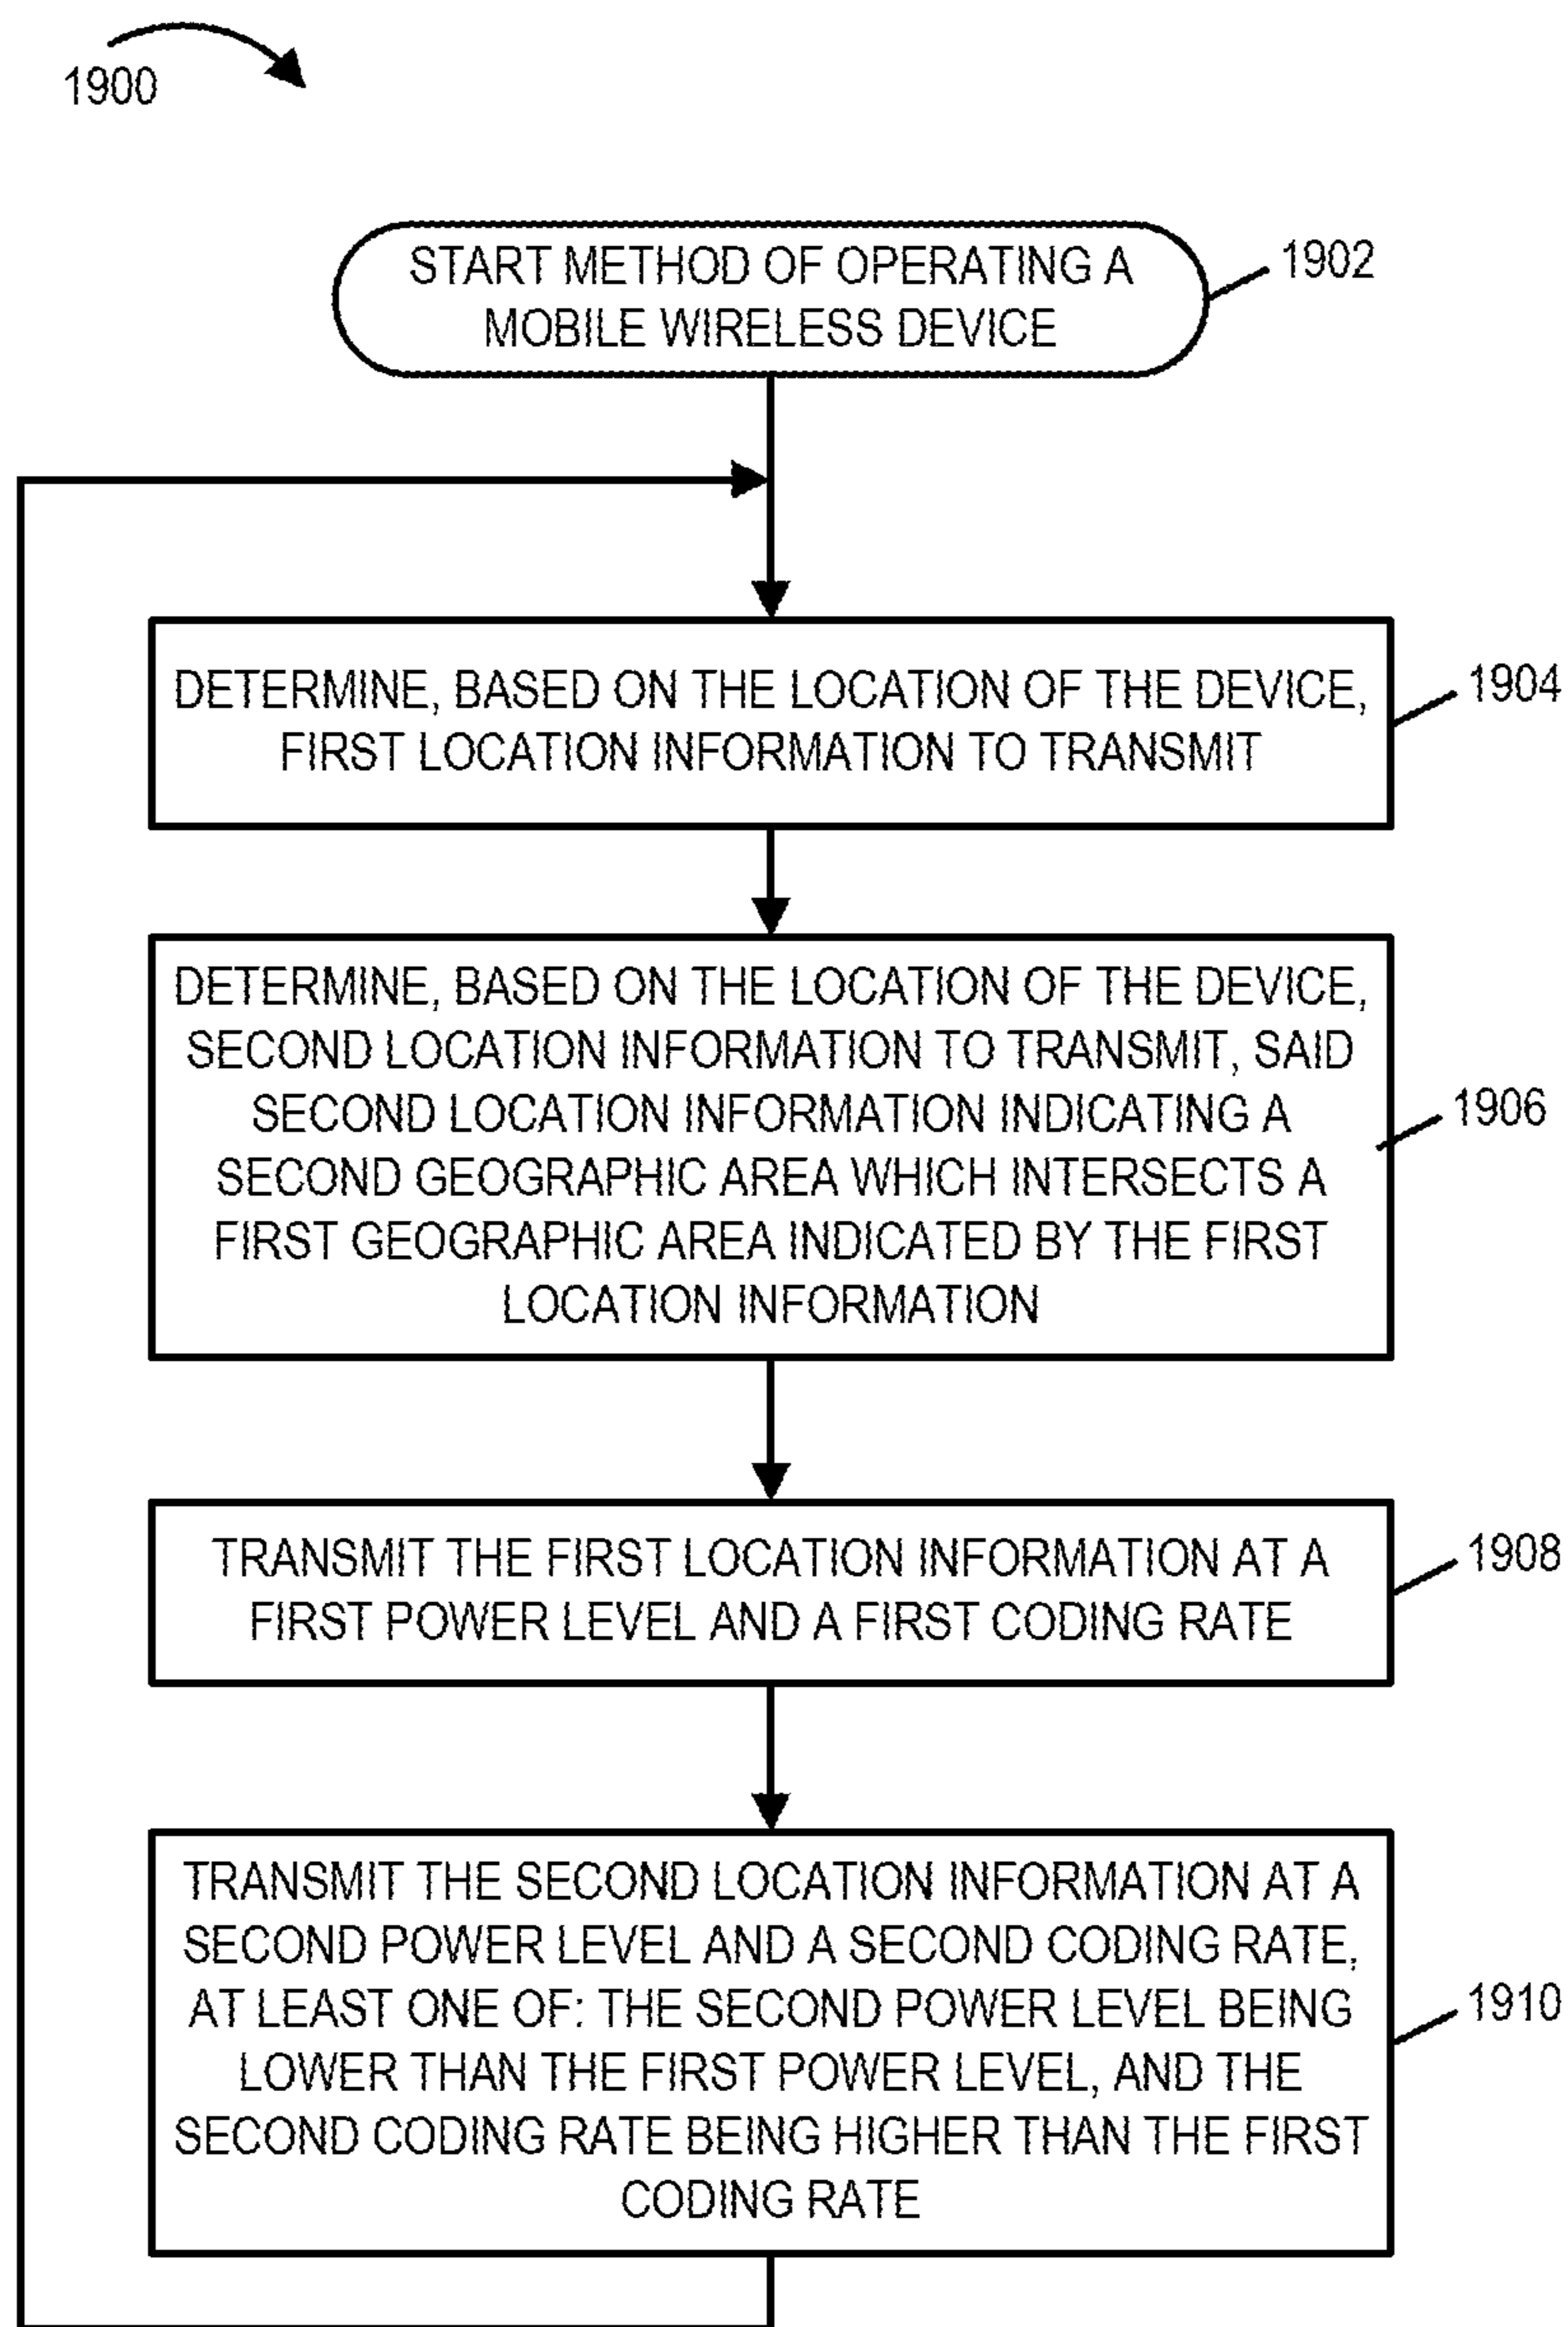 1900
START METHOD OF OPERATING A
MOBILE WIRELESS DEVICE
1902
DETERMINE, BASED ON THE LOCATION OF THE DEVICE,
FIRST LOCATION INFORMATION TO TRANSMIT
1904
DETERMINE, BASED ON THE LOCATION OF THE DEVICE,
SECOND LOCATION INFORMATION TO TRANSMIT, SAID
SECOND LOCATION INFORMATION INDICATING A
SECOND GEOGRAPHIC AREA WHICH INTERSECTS A
FIRST GEOGRAPHIC AREA INDICATED BY THE FIRST
LOCATION INFORMATION
1906
TRANSMIT THE FIRST LOCATION INFORMATION AT A
FIRST POWER LEVEL AND A FIRST CODING RATE
1908
TRANSMIT THE SECOND LOCATION INFORMATION AT A
SECOND POWER LEVEL AND A SECOND CODING RATE,
AT LEAST ONE OF: THE SECOND POWER LEVEL BEING
LOWER THAN THE FIRST POWER LEVEL, AND THE
SECOND CODING RATE BEING HIGHER THAN THE FIRST
CODING RATE
1910